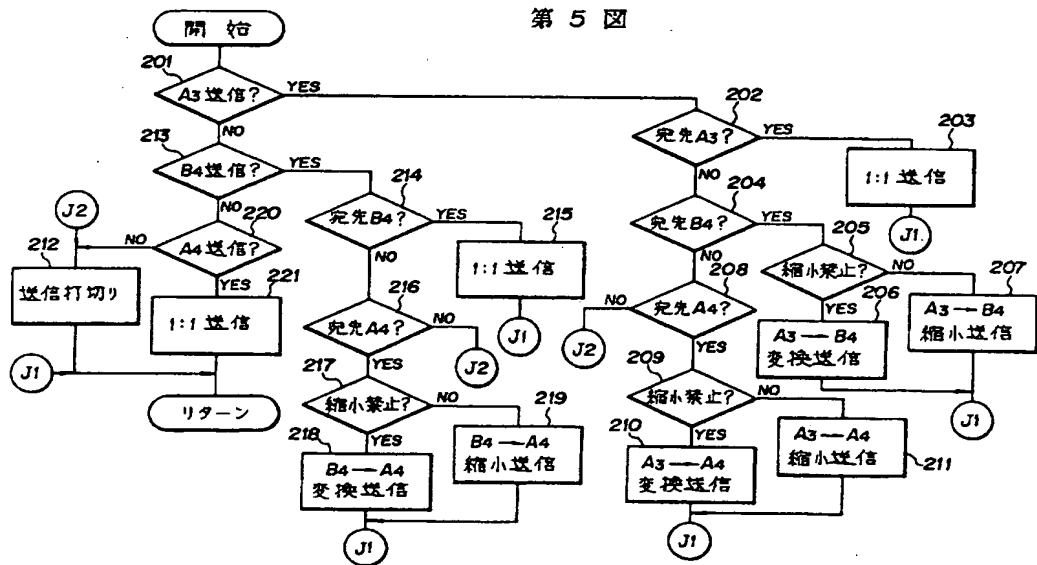 第 5 図
開 始
201
A3送信?
YES
NO
202
宛先A3?
YES
NO
203
1:1 送信
J1
213
B4送信?
YES
NO
214
宛先B4?
YES
NO
215
1:1 送信
J1
204
宛先B4?
YES
NO
205
縮小禁止?
NO
YES
206
A3→B4
変換送信
207
A3→B4
縮小送信
J1
J2
212
送信打切り
NO
220
A4送信?
YES
221
1:1 送信
J1
リターン
216
宛先A4?
NO
J2
YES
217
縮小禁止?
NO
YES
218
B4→A4
変換送信
219
B4→A4
縮小送信
J1
208
宛先A4?
NO
J2
YES
209
縮小禁止?
NO
YES
210
A3→A4
変換送信
A3→A4
縮小送信
211
J1